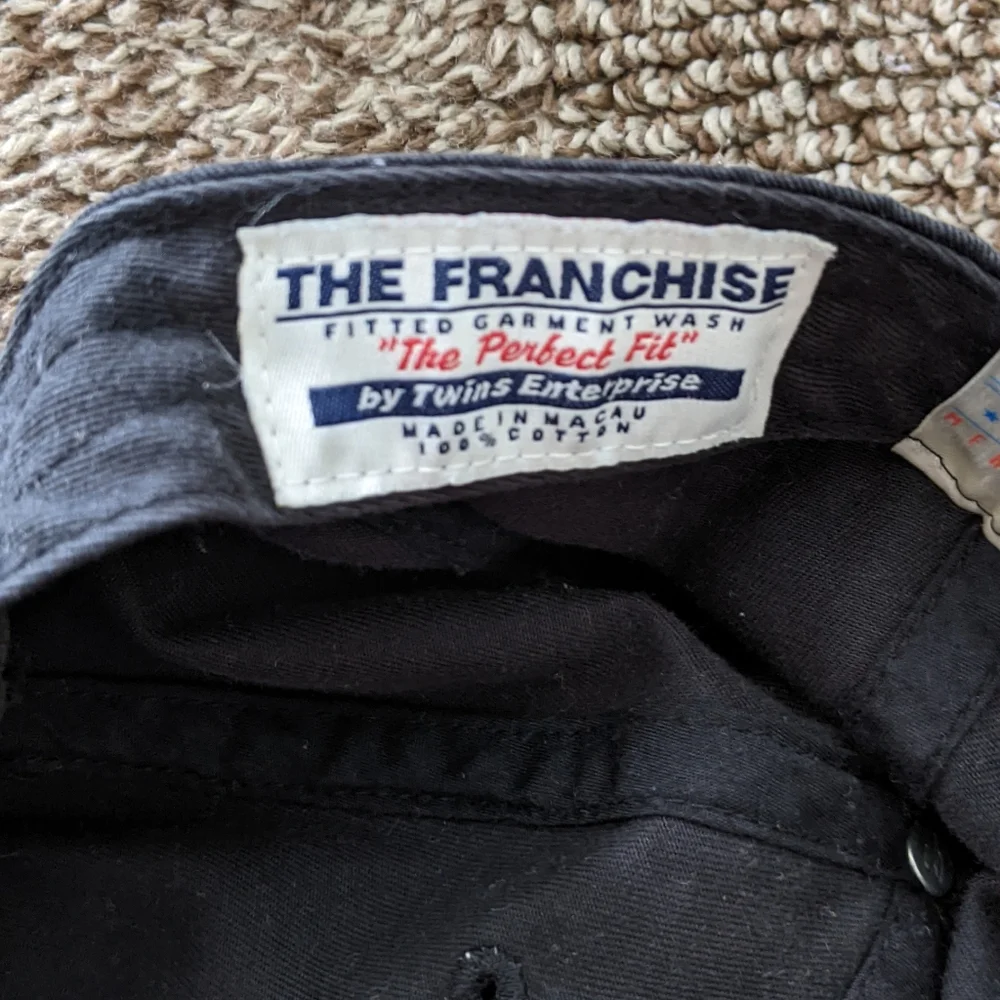 THE FRANCHISE
FITTED GARMENT WASH
"The Perfect Fit"
by Twins Enterprise
MADE IN MACAU
100% COTTON